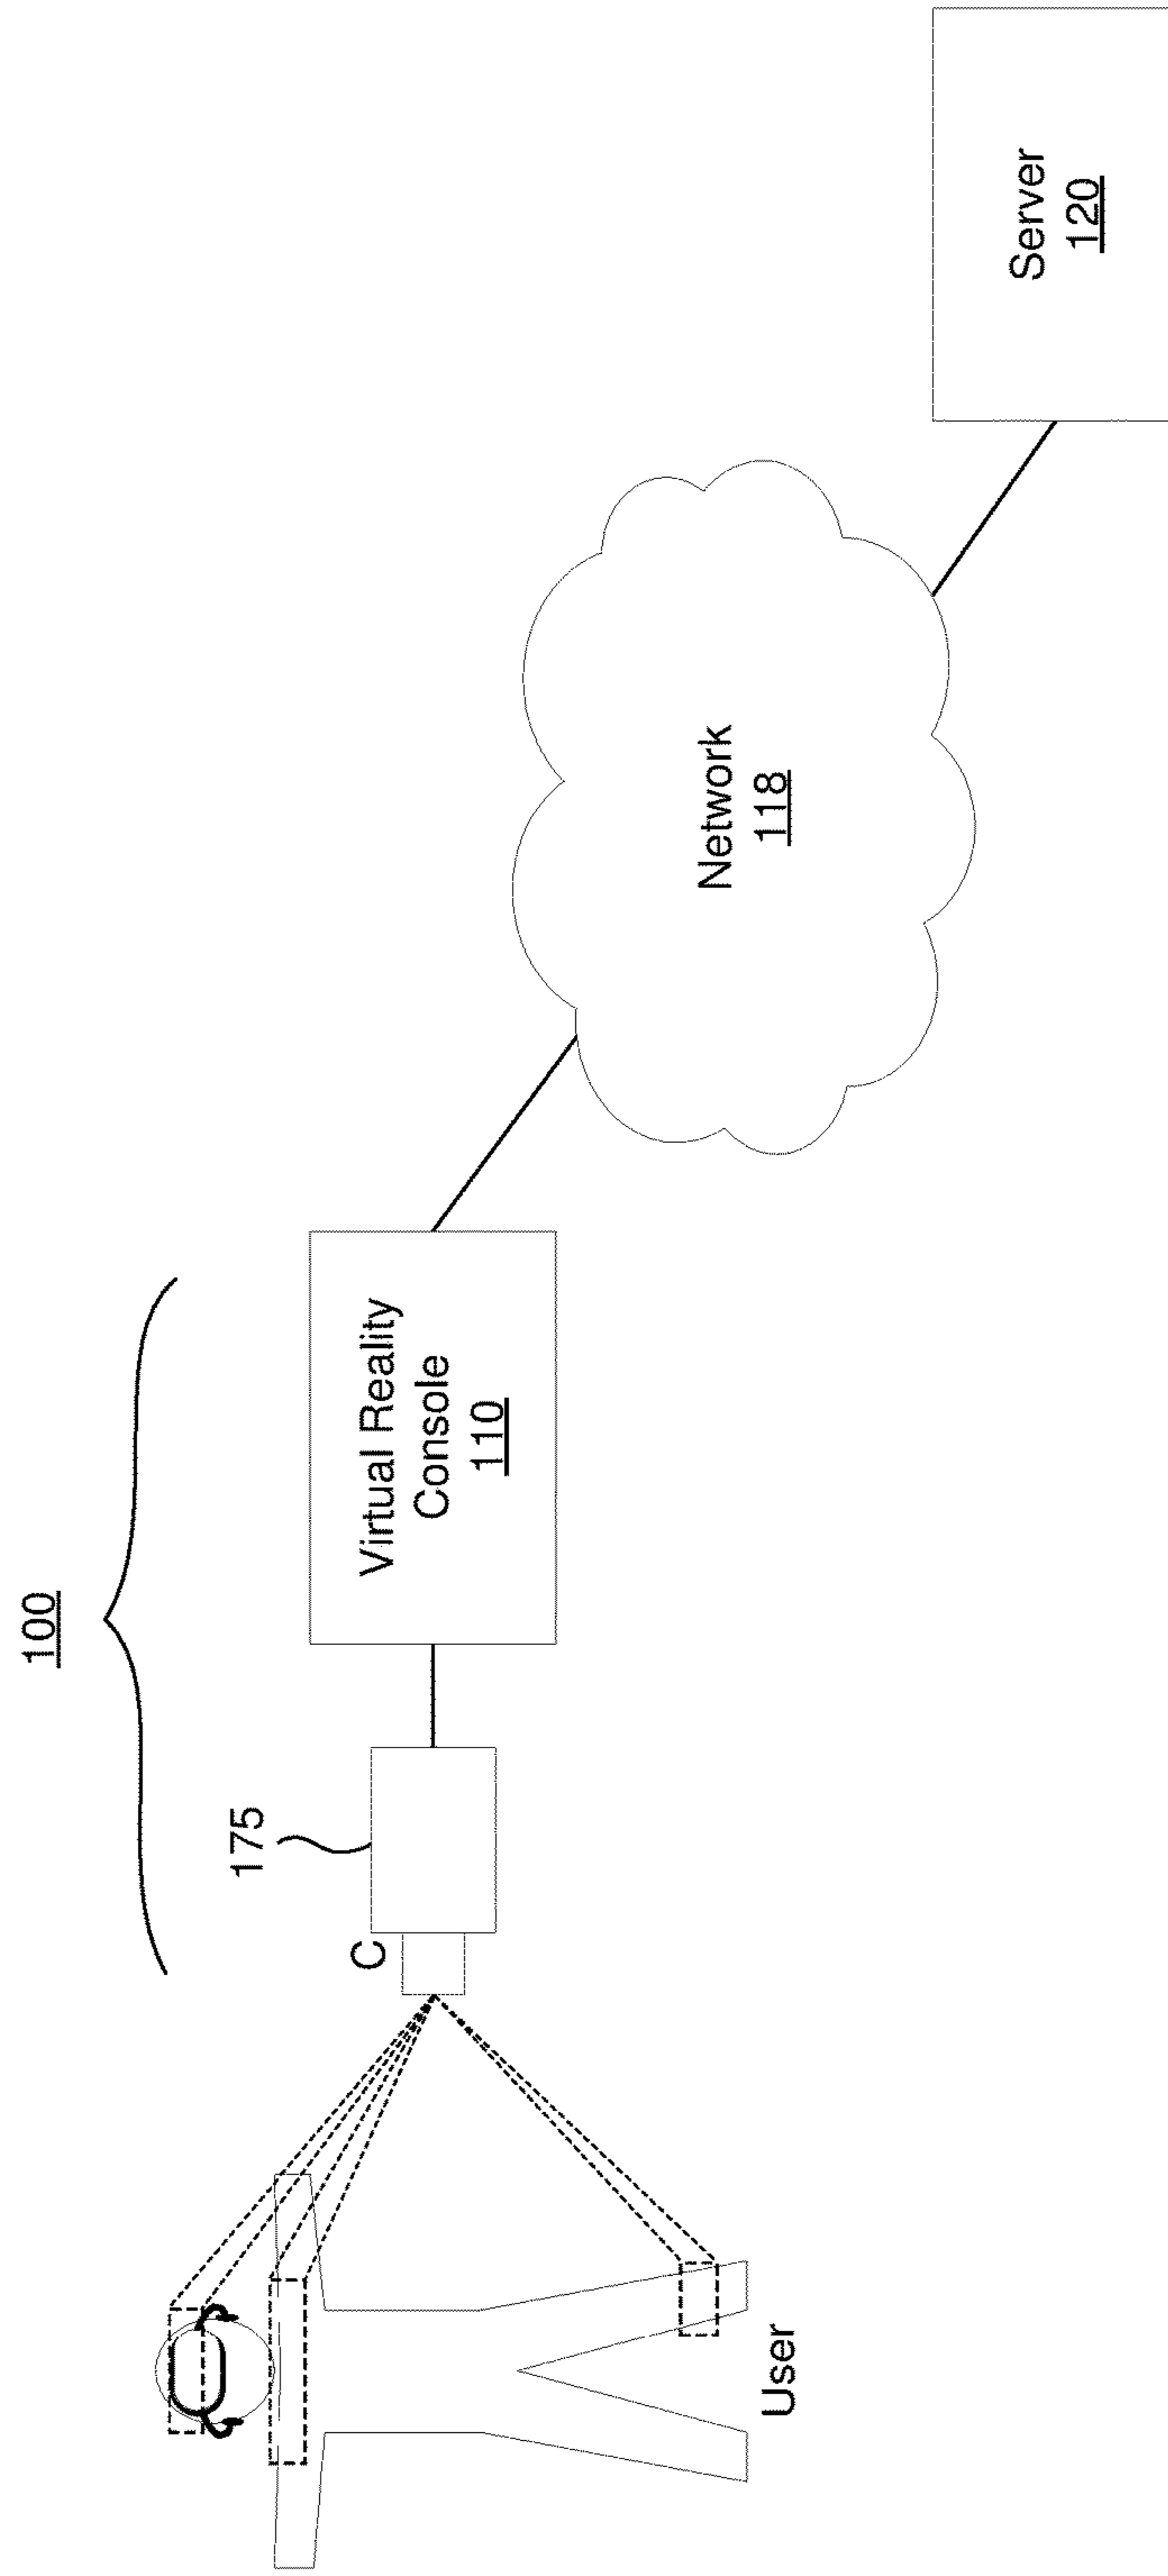 100
175
C
User
Virtual Reality
Console
110
Network
118
Server
120